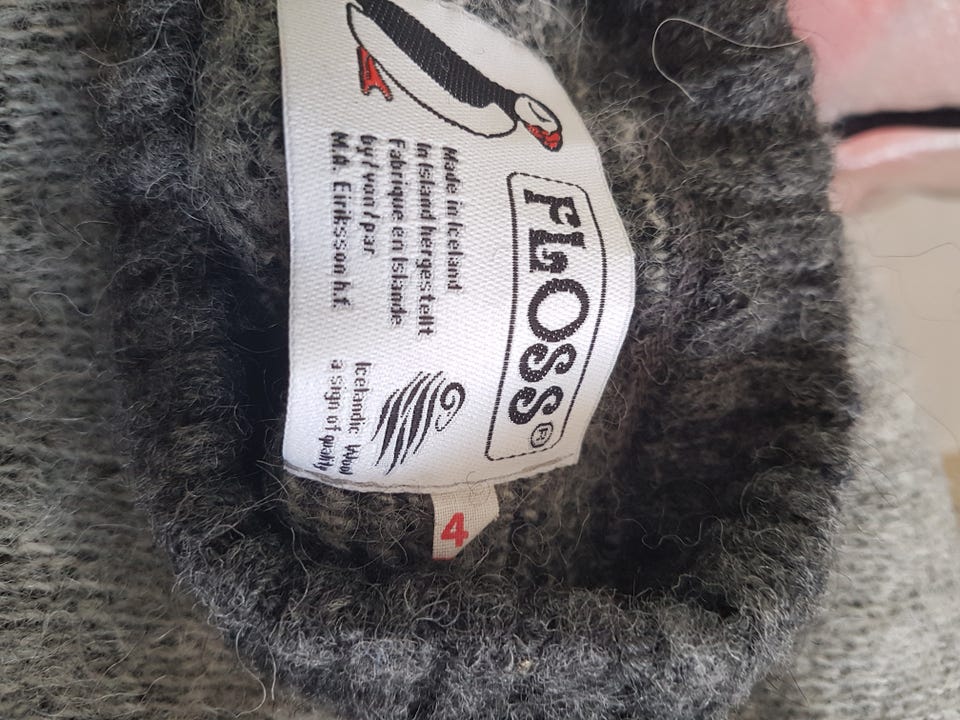 FLOSS®
Made in Iceland
In Island hergestellt
Fabrique en Islande
by / von / par
M.A. Eiriksson h.f.
Icelandic Wool
a sign of quality
4